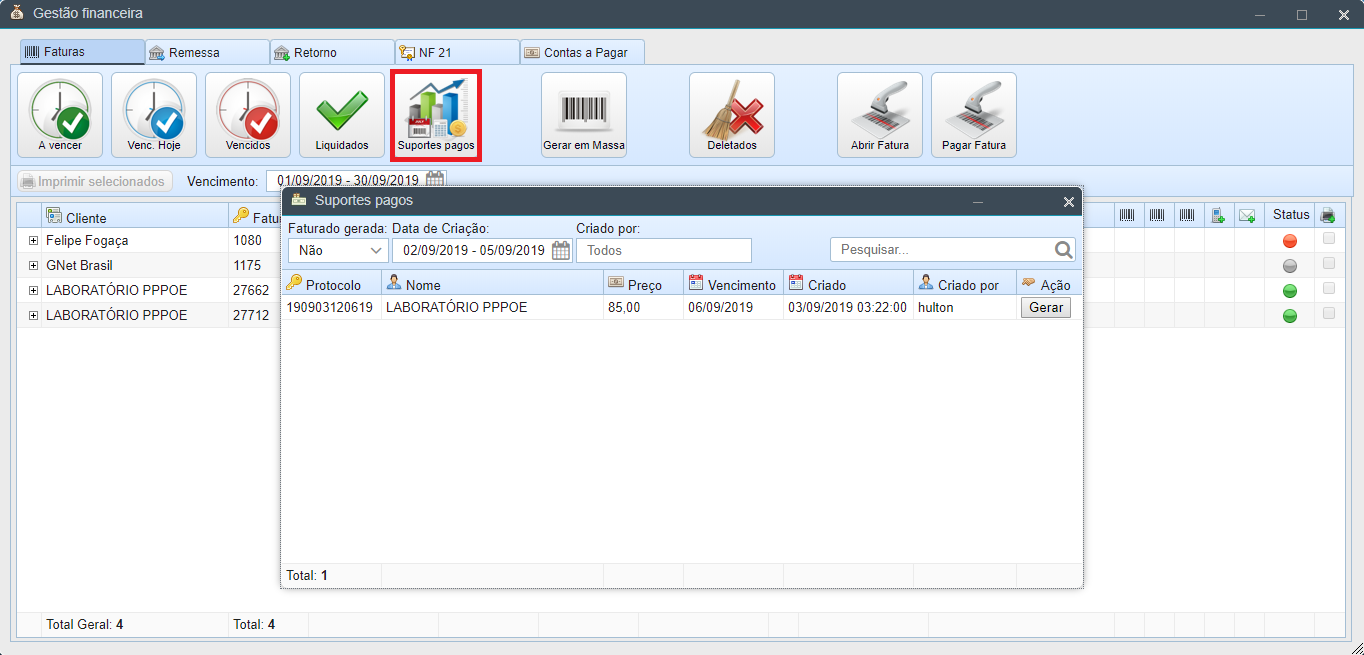 Gestão financeira
Faturas Remessa Retorno NF 21 Contas a Pagar
A vencer Venc. Hoje Vencidos Liquidados Suportes pagos Gerar em Massa Deletados Abrir Fatura Pagar Fatura
Imprimir selecionados Vencimento: 01/09/2019 - 30/09/2019
Suportes pagos
Faturado gerada: Data de Criação: Criado por:
Não 02/09/2019 - 05/09/2019 Todos Pesquisar...
Protocolo Nome Preço Vencimento Criado Criado por Ação
190903120619 LABORATÓRIO PPPOE 85,00 06/09/2019 03/09/2019 03:22:00 hulton Gerar
Total: 1
Cliente Fatu Status
Felipe Fogaça 1080
GNet Brasil 1175
LABORATÓRIO PPPOE 27662
LABORATÓRIO PPPOE 27712
Total Geral: 4 Total: 4